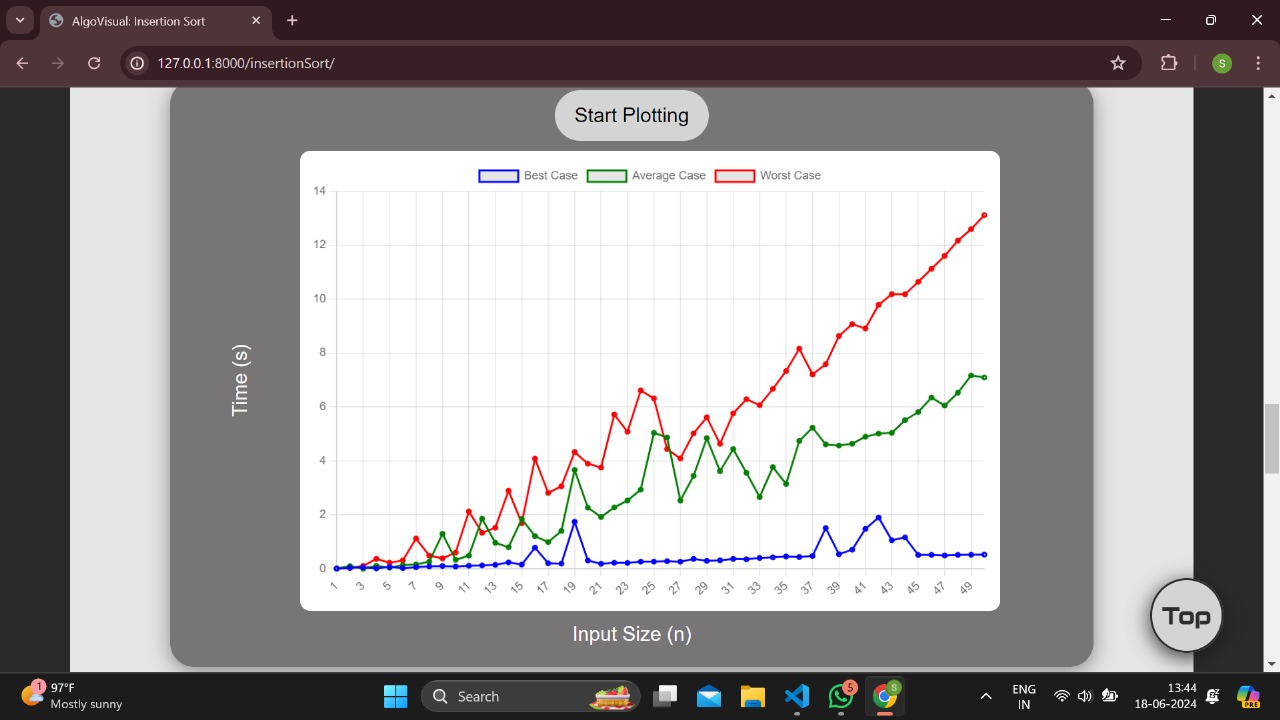 AlgoVisual: Insertion Sort
127.0.0.1:8000/insertionSort/
S
Start Plotting
Best Case Average Case Worst Case
14
12
10
8
6
4
2
0
Time (s)
1 3 5 7 9 11 13 15 17 19 21 23 25 27 29 31 33 35 37 39 41 43 45 47 49
Input Size (n)
Top
1
97°F
Mostly sunny
Search
5
S
ENG
IN
13:44
18-06-2024
PRE